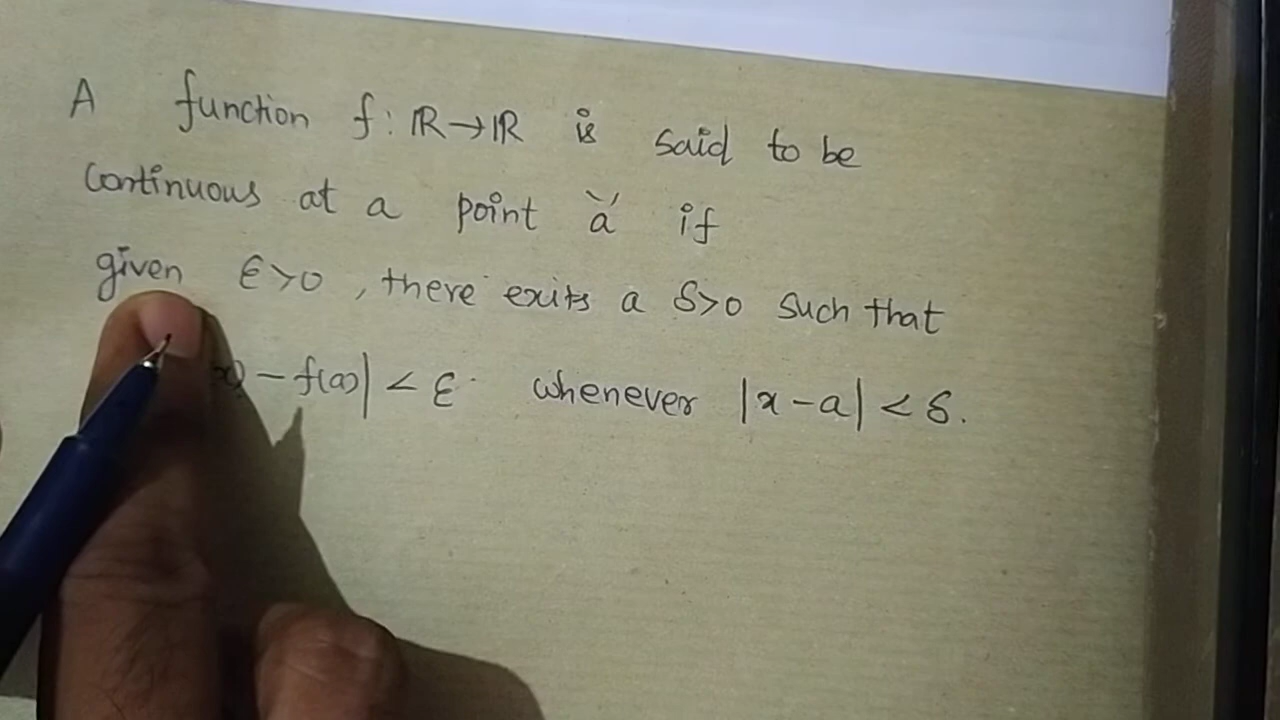 A function f: ℝ→ℝ is said to be
continuous at a point `a' if
given ε>0, there exits a δ>0 such that
x) - f(a)| < ε whenever |x-a| < δ.